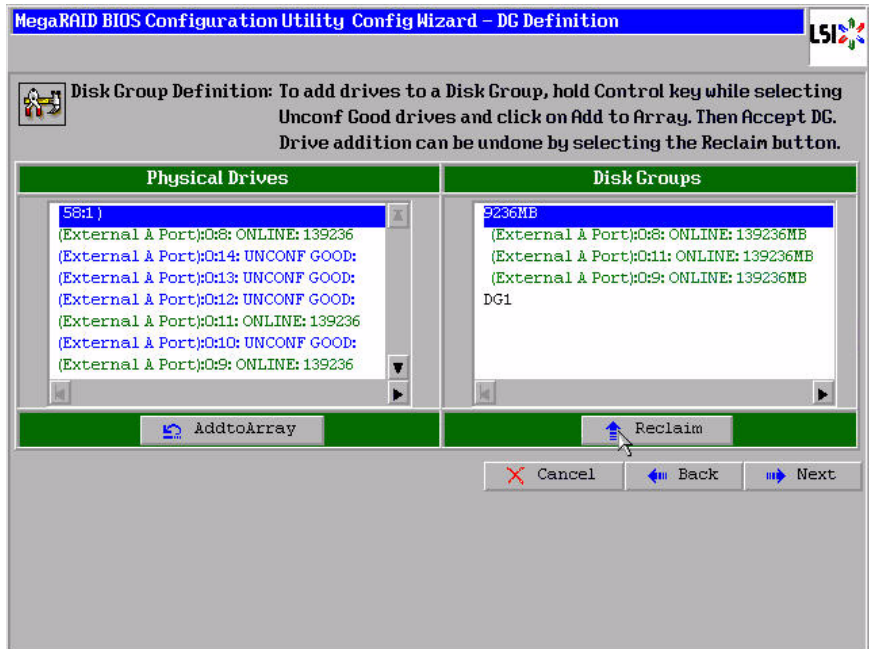 MegaRAID BIOS Configuration Utility Config Wizard – DG Definition
LSI
Disk Group Definition: To add drives to a Disk Group, hold Control key while selecting
Unconf Good drives and click on Add to Array. Then Accept DG.
Drive addition can be undone by selecting the Reclaim button.
Physical Drives
58:1 )
(External A Port):0:8: ONLINE: 139236
(External A Port):0:14: UNCONF GOOD:
(External A Port):0:13: UNCONF GOOD:
(External A Port):0:12: UNCONF GOOD:
(External A Port):0:11: ONLINE: 139236
(External A Port):0:10: UNCONF GOOD:
(External A Port):0:9: ONLINE: 139236
AddtoArray
Disk Groups
9236MB
(External A Port):0:8: ONLINE: 139236MB
(External A Port):0:11: ONLINE: 139236MB
(External A Port):0:9: ONLINE: 139236MB
DG1
Reclaim
Cancel
Back
Next